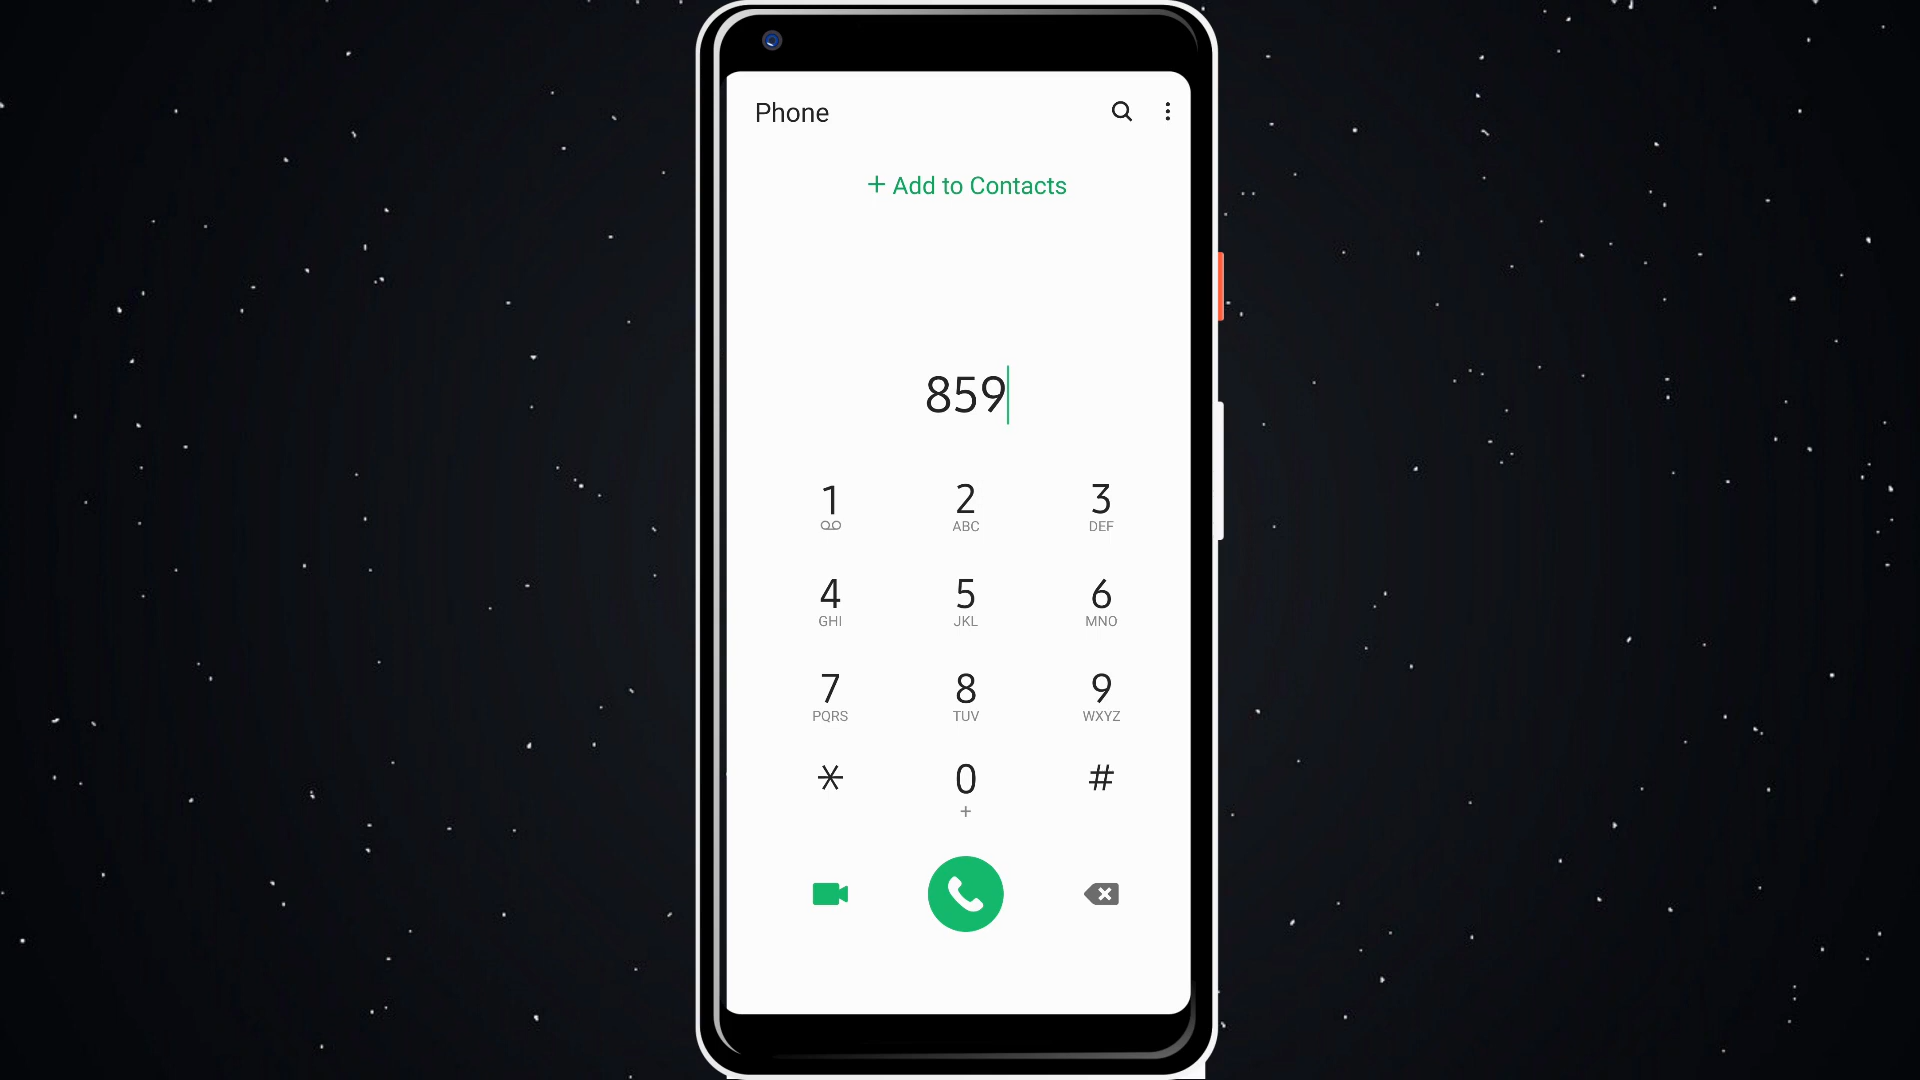 Phone
+ Add to Contacts
859
1 2 3
ABC DEF
4 5 6
GHI JKL MNO
7 8 9
PQRS TUV WXYZ
* 0 #
+